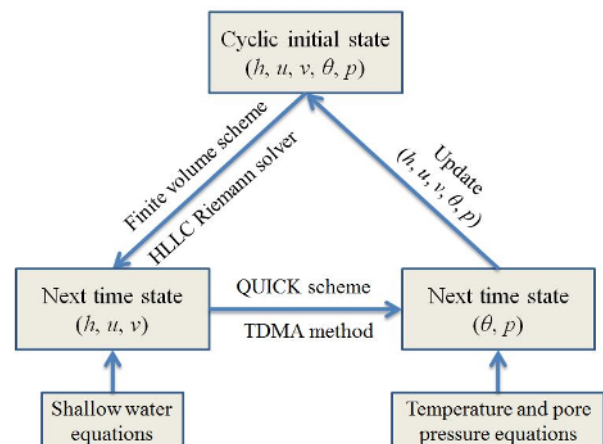 Cyclic initial state
(h, u, v, θ, p)
Finite volume scheme
HLLC Riemann solver
Update
(h, u, v, θ, p)
Next time state
(h, u, v)
QUICK scheme
TDMA method
Next time state
(θ, p)
Shallow water
equations
Temperature and pore
pressure equations